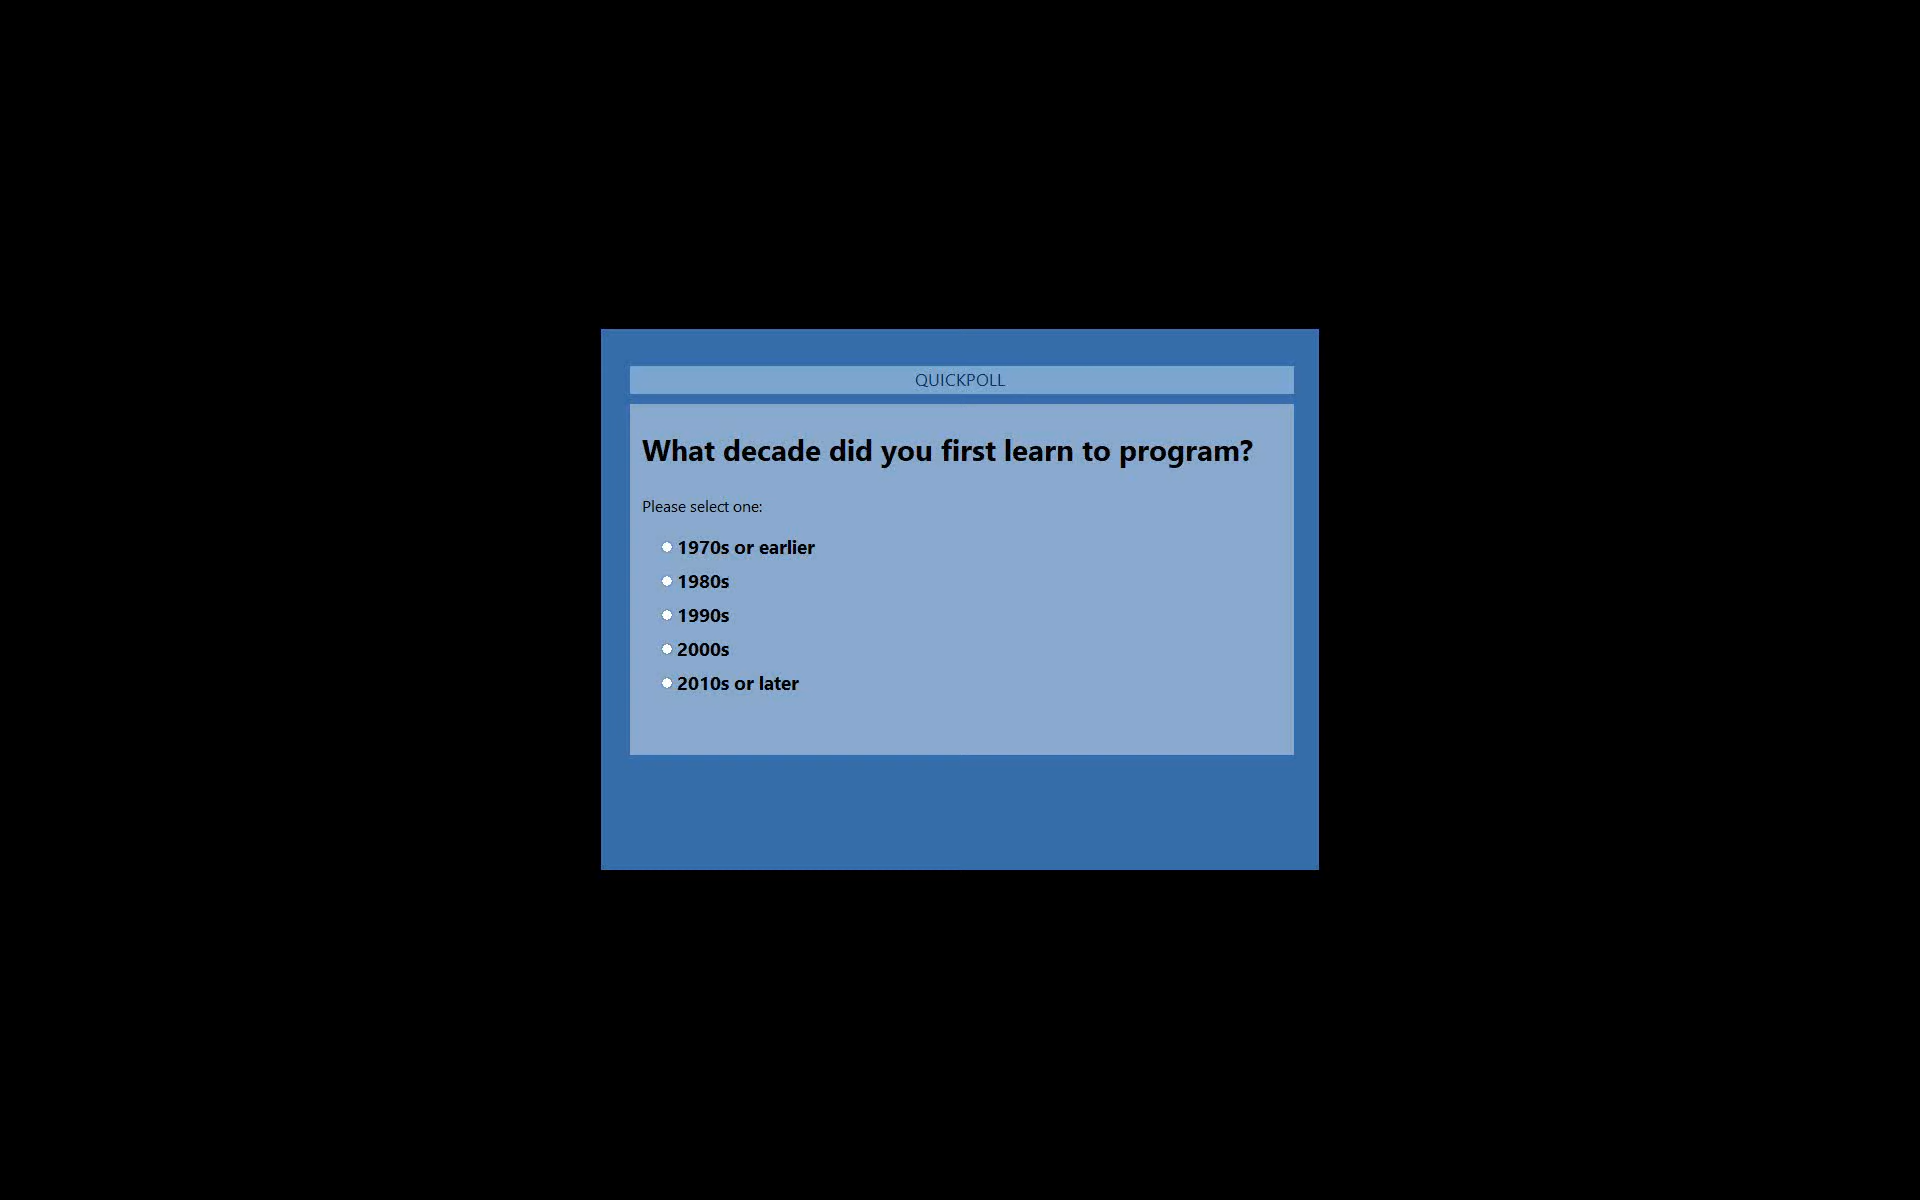 QUICKPOLL
What decade did you first learn to program?
Please select one:
1970s or earlier
1980s
1990s
2000s
2010s or later